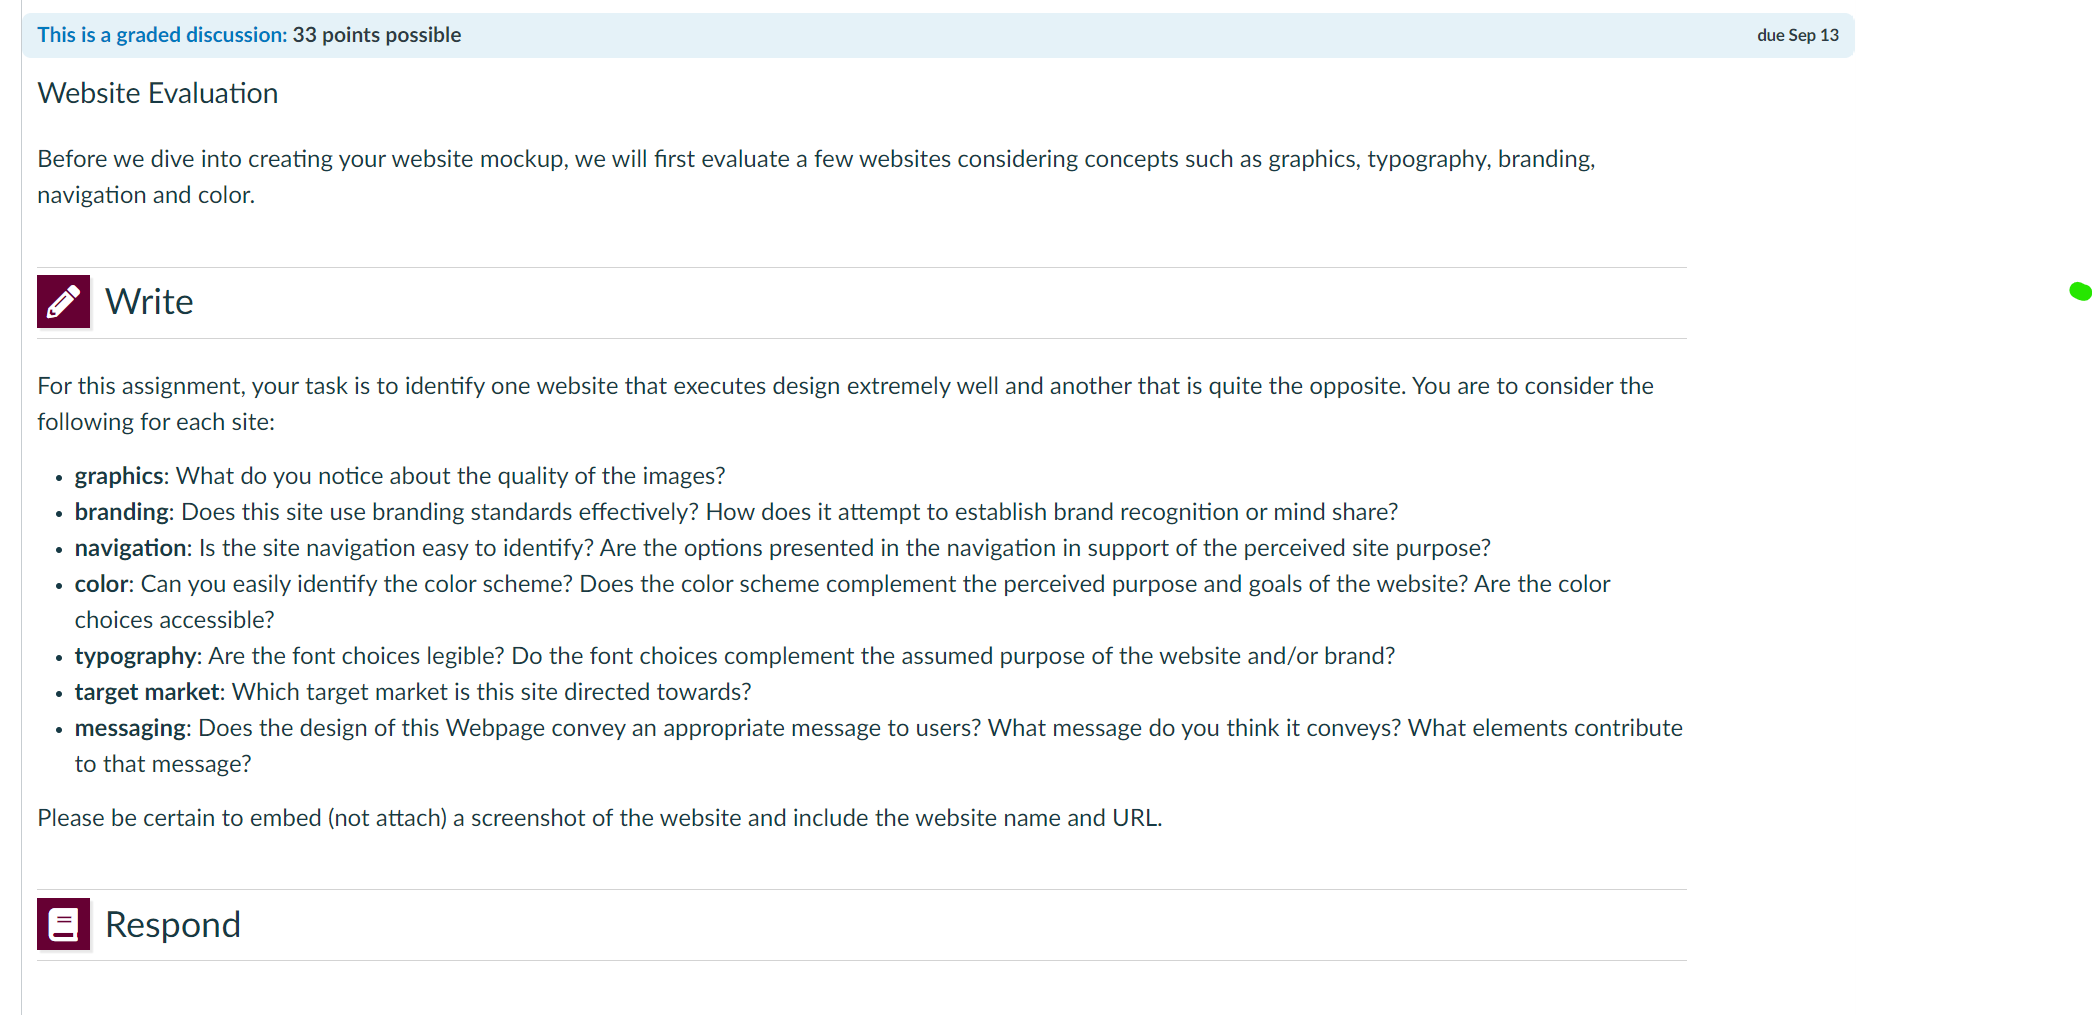 This is a graded discussion: 33 points possible
due Sep 13
Website Evaluation
Before we dive into creating your website mockup, we will first evaluate a few websites considering concepts such as graphics, typography, branding,
navigation and color.
Write
For this assignment, your task is to identify one website that executes design extremely well and another that is quite the opposite. You are to consider the
following for each site:
• graphics: What do you notice about the quality of the images?
• branding: Does this site use branding standards effectively? How does it attempt to establish brand recognition or mind share?
• navigation: Is the site navigation easy to identify? Are the options presented in the navigation in support of the perceived site purpose?
• color: Can you easily identify the color scheme? Does the color scheme complement the perceived purpose and goals of the website? Are the color
choices accessible?
• typography: Are the font choices legible? Do the font choices complement the assumed purpose of the website and/or brand?
• target market: Which target market is this site directed towards?
• messaging: Does the design of this Webpage convey an appropriate message to users? What message do you think it conveys? What elements contribute
to that message?
Please be certain to embed (not attach) a screenshot of the website and include the website name and URL.
Respond